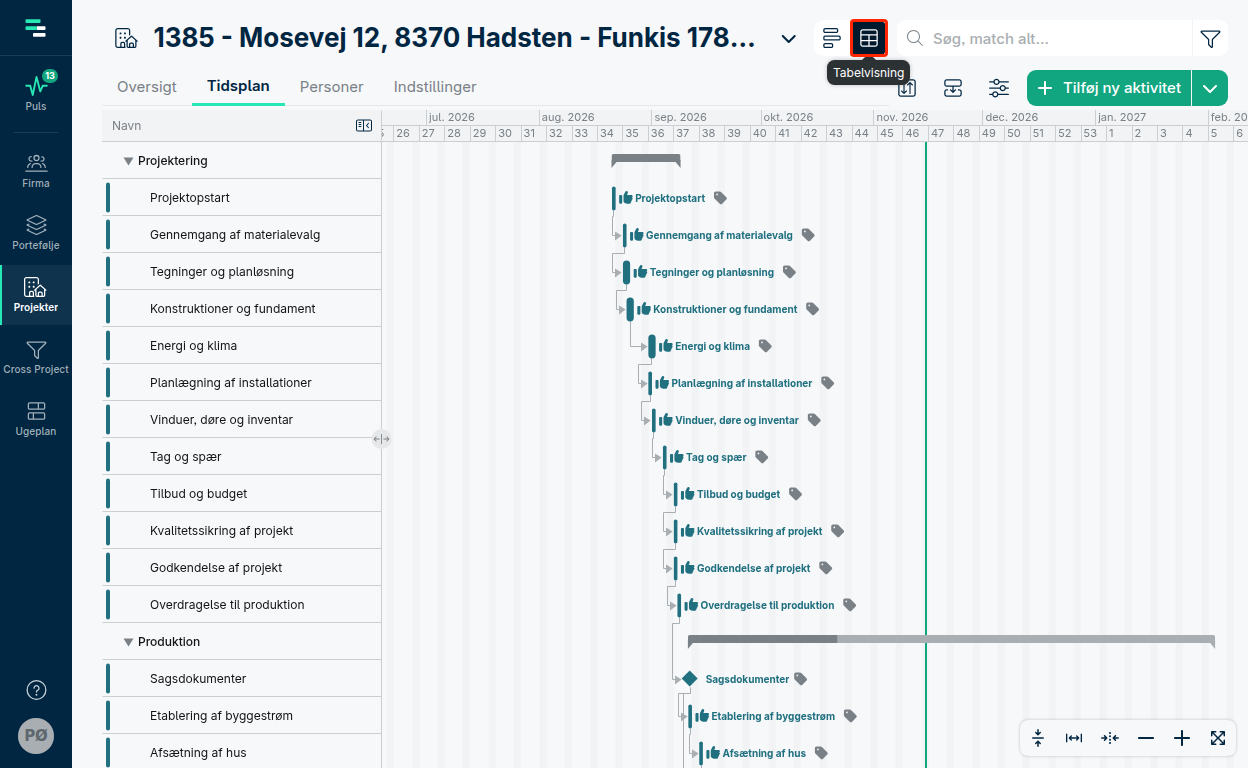 1385 - Mosevej 12, 8370 Hadsten - Funkis 178...
Søg, match alt...
13
Puls
Firma
Portefølje
Projekter
Cross Project
Ugeplan
PØ
Oversigt
Tidsplan
Personer
Indstillinger
Tabelvisning
Tilføj ny aktivitet
Navn
jul. 2026
aug. 2026
sep. 2026
okt. 2026
nov. 2026
dec. 2026
jan. 2027
feb. 20
26 27 28 29 30 31 32 33 34 35 36 37 38 39 40 41 42 43 44 45 46 47 48 49 50 51 52 53 1 2 3 4 5 6
Projektering
Projektopstart
Projektopstart
Gennemgang af materialevalg
Gennemgang af materialevalg
Tegninger og planløsning
Tegninger og planløsning
Konstruktioner og fundament
Konstruktioner og fundament
Energi og klima
Energi og klima
Planlægning af installationer
Planlægning af installationer
Vinduer, døre og inventar
Vinduer, døre og inventar
Tag og spær
Tag og spær
Tilbud og budget
Tilbud og budget
Kvalitetssikring af projekt
Kvalitetssikring af projekt
Godkendelse af projekt
Godkendelse af projekt
Overdragelse til produktion
Overdragelse til produktion
Produktion
Sagsdokumenter
Sagsdokumenter
Etablering af byggestrøm
Etablering af byggestrøm
Afsætning af hus
Afsætning af hus